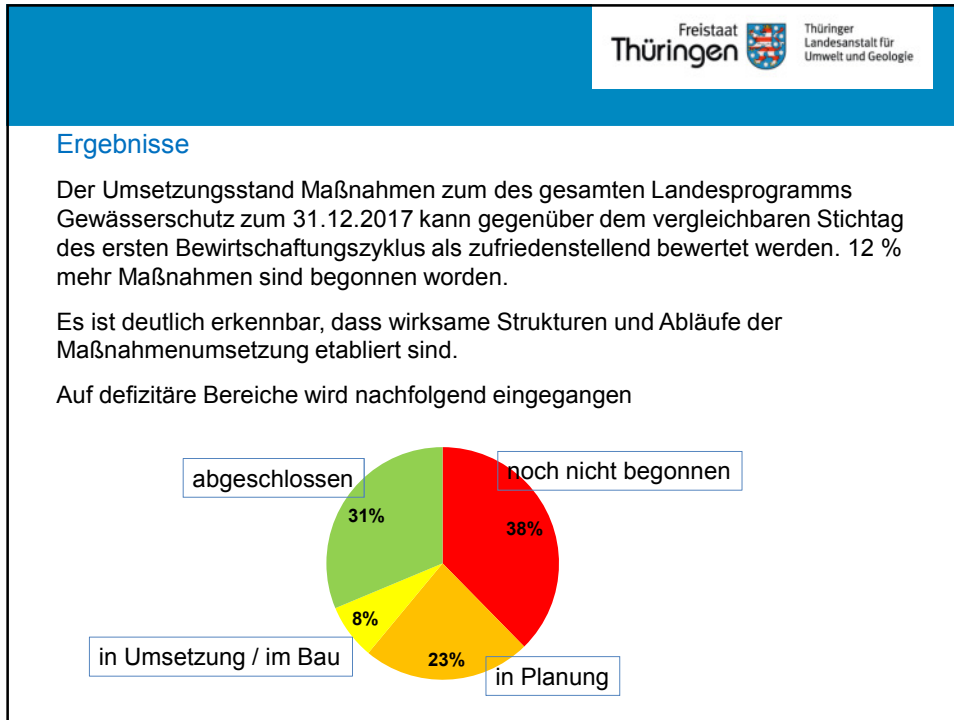 Freistaat
Thüringen
Thüringer
Landesanstalt für
Umwelt und Geologie
Ergebnisse
Der Umsetzungsstand Maßnahmen zum des gesamten Landesprogramms
Gewässerschutz zum 31.12.2017 kann gegenüber dem vergleichbaren Stichtag
des ersten Bewirtschaftungszyklus als zufriedenstellend bewertet werden. 12 %
mehr Maßnahmen sind begonnen worden.
Es ist deutlich erkennbar, dass wirksame Strukturen und Abläufe der
Maßnahmenumsetzung etabliert sind.
Auf defizitäre Bereiche wird nachfolgend eingegangen
abgeschlossen
noch nicht begonnen
31%
38%
8%
in Umsetzung / im Bau
23%
in Planung